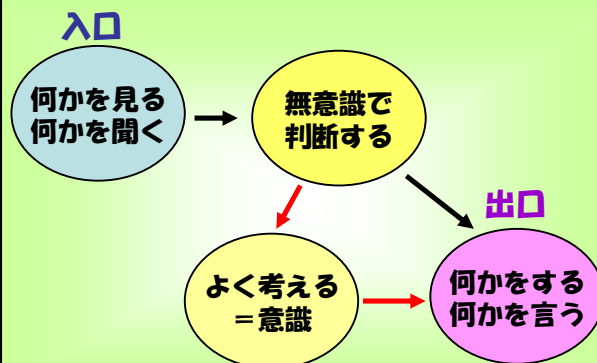 入口
何かを見る
何かを聞く
無意識で
判断する
出口
よく考える
=意識
何かをする
何かを言う